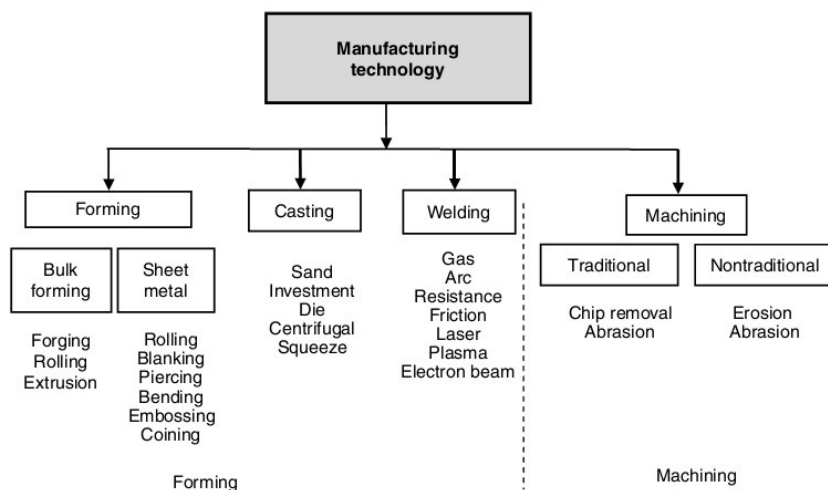 Manufacturing
technology
Forming
Casting
Welding
Machining
Bulk
forming
Sheet
metal
Traditional
Nontraditional
Forging
Rolling
Extrusion
Rolling
Blanking
Piercing
Bending
Embossing
Coining
Sand
Investment
Die
Centrifugal
Squeeze
Gas
Arc
Resistance
Friction
Laser
Plasma
Electron beam
Chip removal
Abrasion
Erosion
Abrasion
Forming
Machining